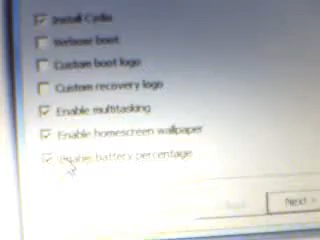 Install Cydia
Verbose boot
Custom boot logo
Custom recovery logo
Enable multitasking
Enable homescreen wallpaper
Enable battery percentage
Next >